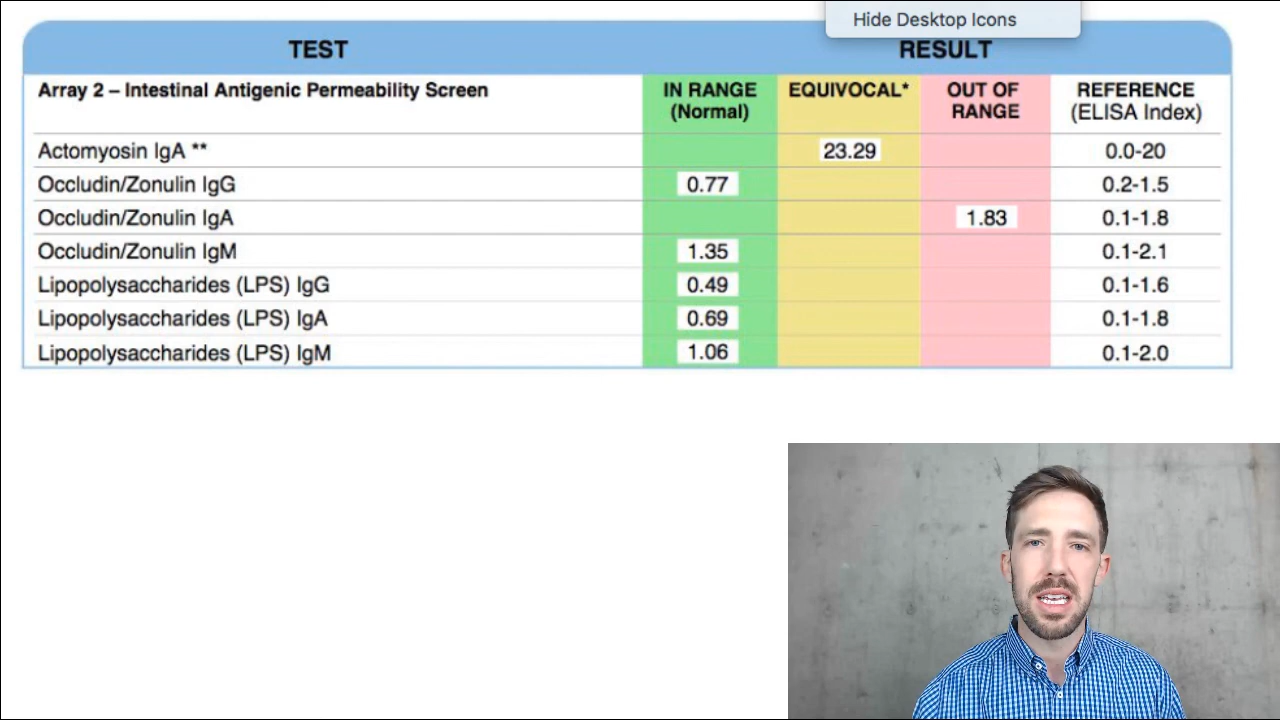 Hide Desktop Icons
TEST RESULT
Array 2 – Intestinal Antigenic Permeability Screen IN RANGE (Normal) EQUIVOCAL* OUT OF RANGE REFERENCE (ELISA Index)
Actomyosin IgA ** 23.29 0.0-20
Occludin/Zonulin IgG 0.77 0.2-1.5
Occludin/Zonulin IgA 1.83 0.1-1.8
Occludin/Zonulin IgM 1.35 0.1-2.1
Lipopolysaccharides (LPS) IgG 0.49 0.1-1.6
Lipopolysaccharides (LPS) IgA 0.69 0.1-1.8
Lipopolysaccharides (LPS) IgM 1.06 0.1-2.0